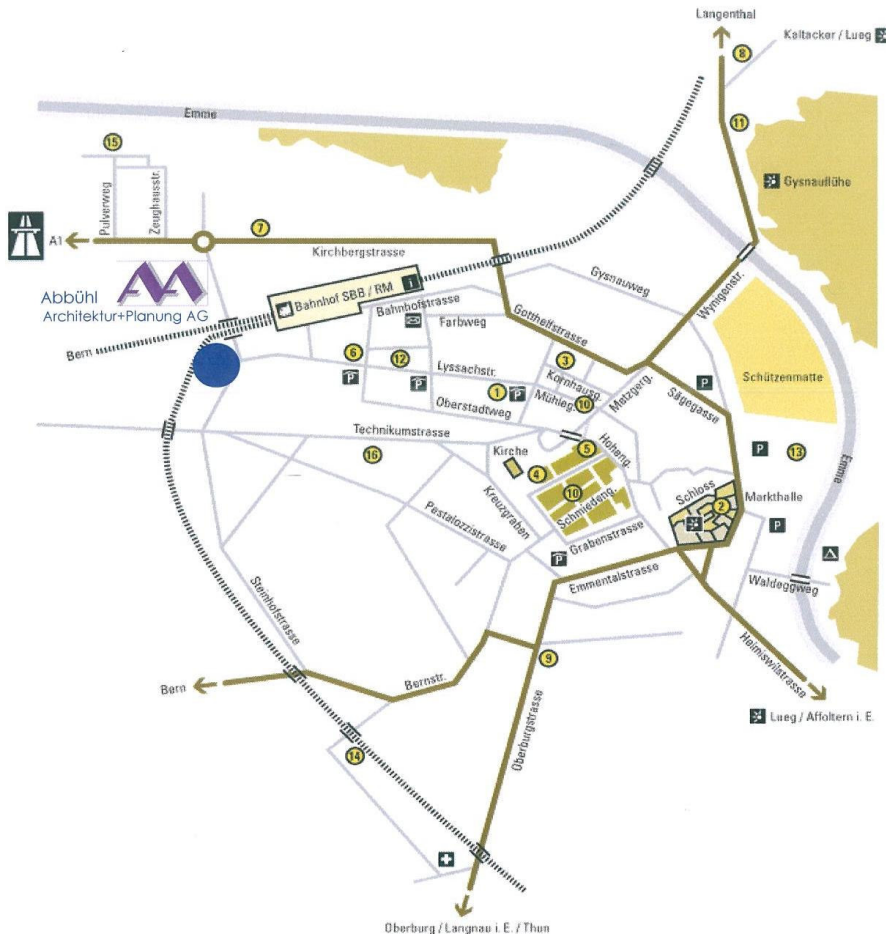 Langenthal
Kaltacker / Lueg
8
Emme
11
15
Gysnauflühe
Pulverweg
Zeughausstr.
7
A1
Kirchbergstrasse
Gysnauweg
Wynigenstr.
i
Bahnhof SBB / RM
Abbühl
Architektur+Planung AG
Bahnhofstrasse
Farbweg
Gotthelfstrasse
Bern
6
12
3
Lyssachstr.
Kornhausg.
Schützenmatte
P
P
1
P
Mühleg.
10
Metzgerg.
Sägegasse
P
Oberstadtweg
Technikumstrasse
Hoheng.
16
Kirche
5
P
13
Emme
4
10
Schmiedeng.
Kreuzgraben
Schloss
2
Markthalle
Pestalozzistrasse
Grabenstrasse
P
P
Emmentalstrasse
Waldeggweg
Steinhofstrasse
Heimiswilstrasse
9
Bern
Bernstr.
Oberburgstrasse
Lueg / Affoltern i. E.
14
Oberburg / Langnau i. E. / Thun